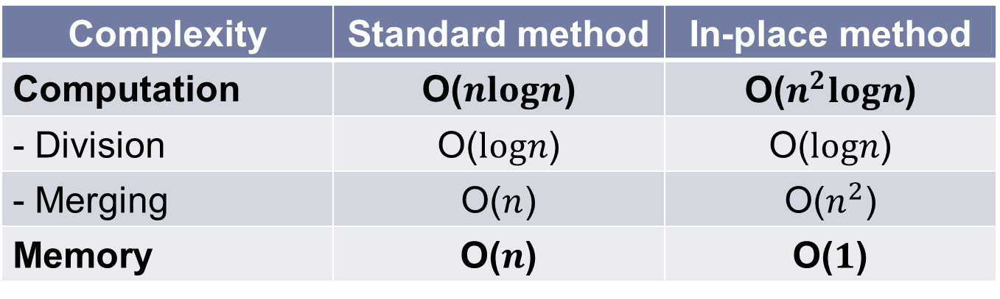 Complexity Standard method In-place method
Computation O(nlogn) O(n²logn)
- Division O(logn) O(logn)
- Merging O(n) O(n²)
Memory O(n) O(1)